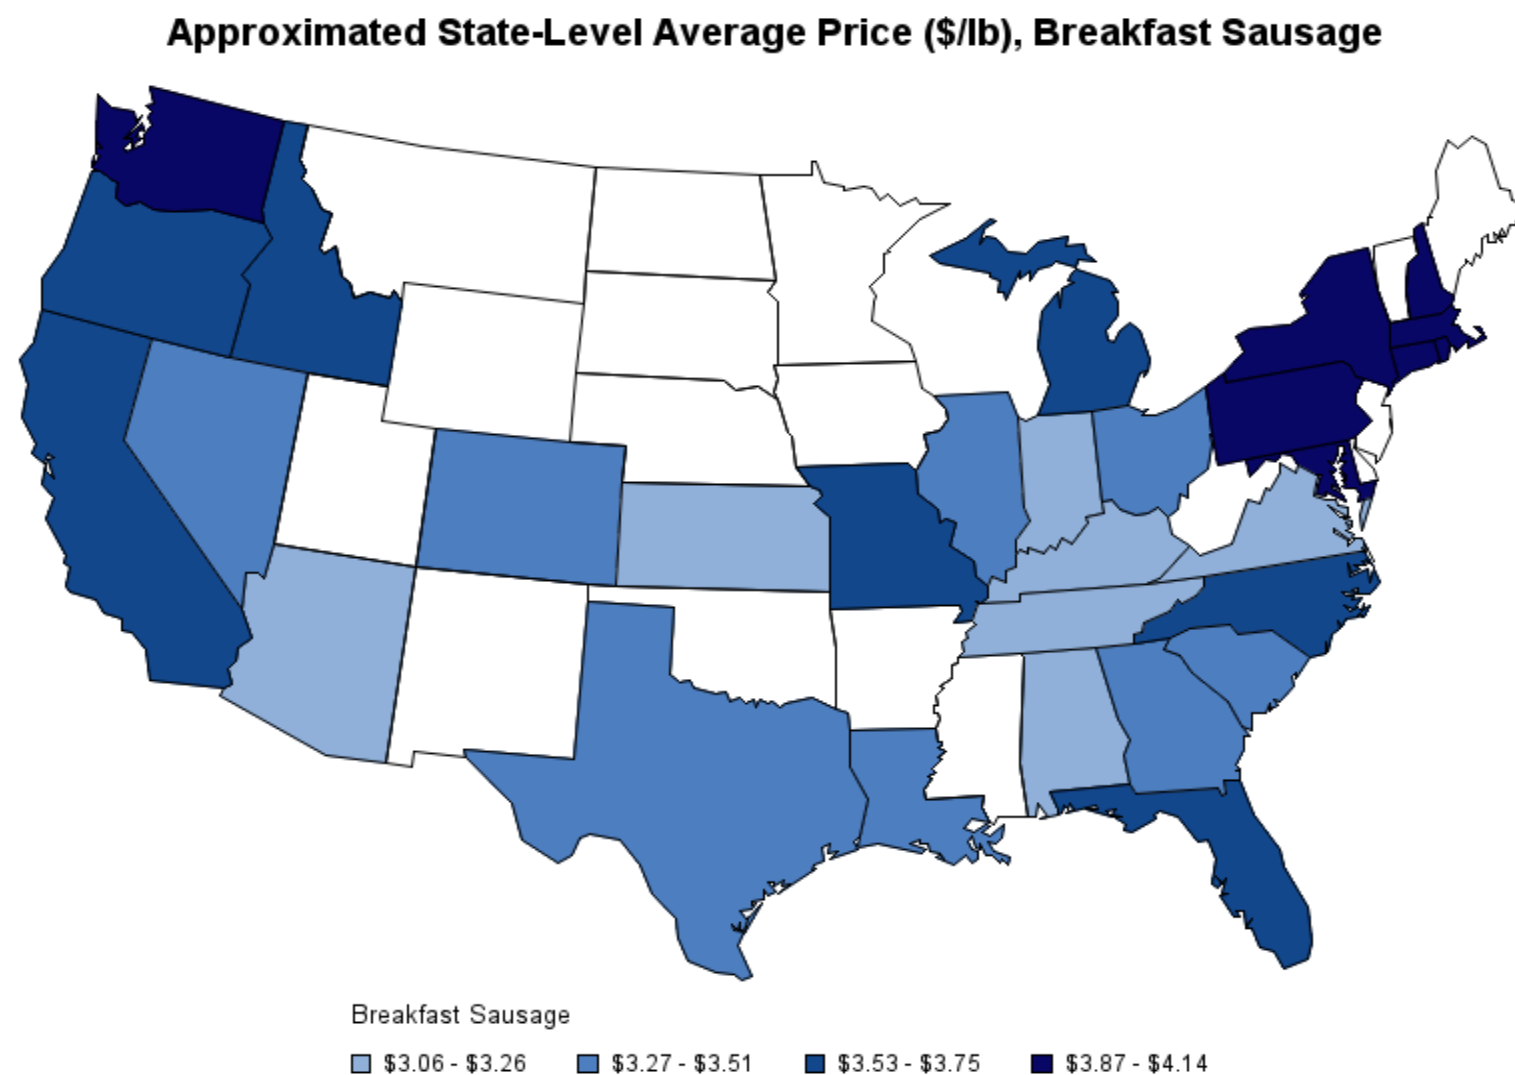 Approximated State-Level Average Price ($/lb), Breakfast Sausage
Breakfast Sausage
$3.06 - $3.26 $3.27 - $3.51 $3.53 - $3.75 $3.87 - $4.14